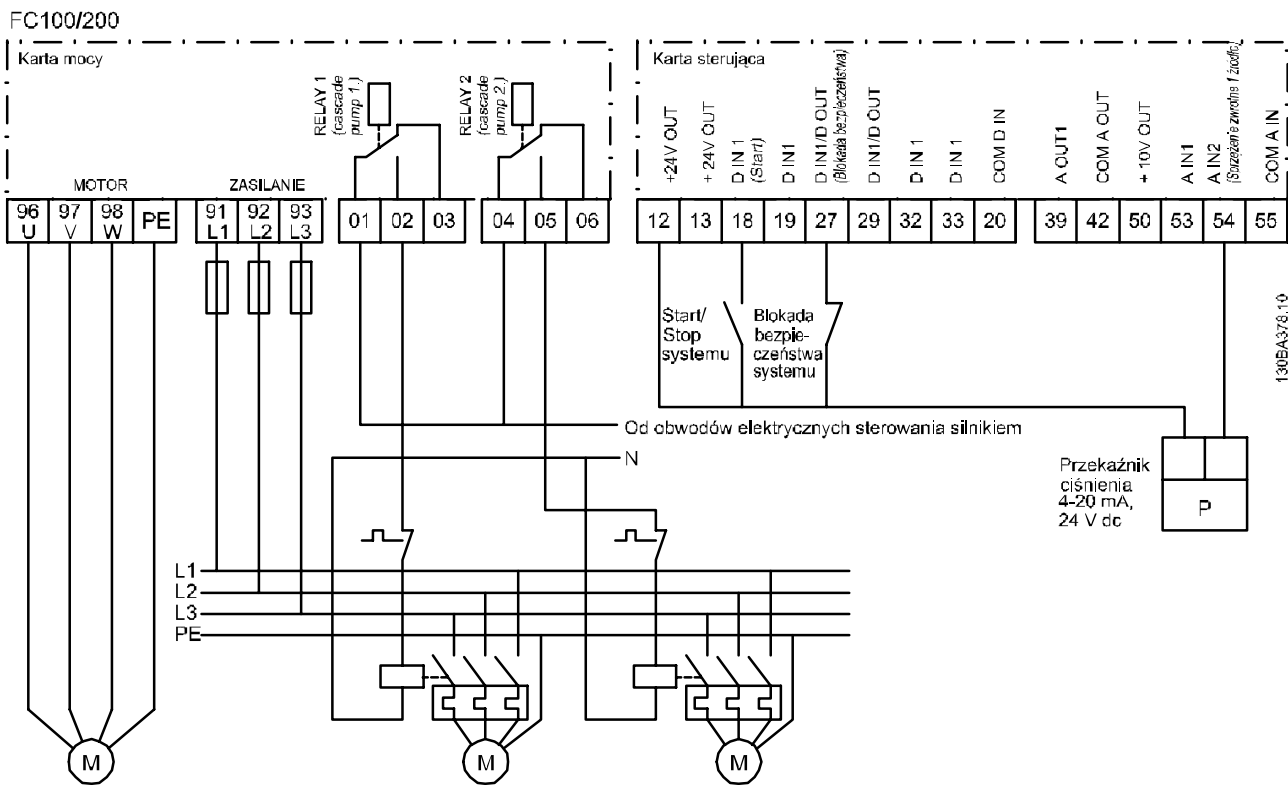 FC100/200
Karta mocy
Karta sterująca
RELAY 1
(cascade
pump 1.)
RELAY 2
(cascade
pump 2.)
+24V OUT
+24V OUT
D IN 1
(Start)
D IN1
D IN1/D OUT
(Blokada bezpieczeństwa)
D IN1/D OUT
D IN 1
D IN 1
COM D IN
A OUT1
COM A OUT
+10V OUT
A IN1
A IN2
(Sprzężenie zwrotne 1 źródło)
COM A IN
MOTOR
ZASILANIE
96 97 98 PE 91 92 93 01 02 03 04 05 06 12 13 18 19 27 29 32 33 20 39 42 50 53 54 55
U V W L1 L2 L3
Start/
Stop
systemu
Blokada
bezpie-
czeństwa
systemu
130BA378.10
Od obwodów elektrycznych sterowania silnikiem
N
Przekaźnik
ciśnienia
4-20 mA,
24 V dc
P
L1
L2
L3
PE
M M M